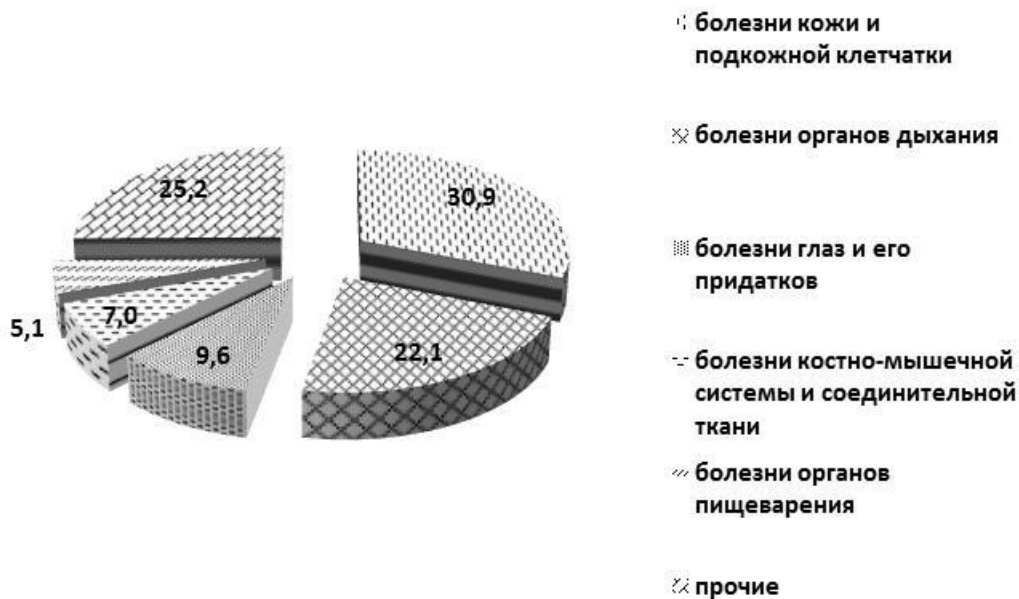 болезни кожи и
подкожной клетчатки
болезни органов дыхания
болезни глаз и его
придатков
болезни костно-мышечной
системы и соединительной
ткани
болезни органов
пищеварения
прочие
25,2
30,9
5,1
7,0
9,6
22,1